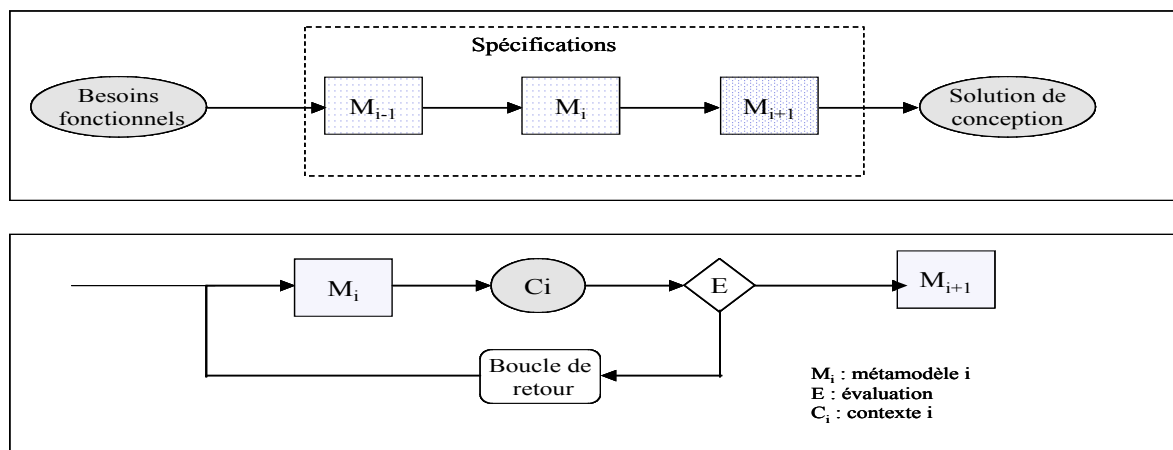 Spécifications
Besoins
fonctionnels
Mi-1
Mi
Mi+1
Solution de
conception
Mi
Ci
E
Mi+1
Boucle de
retour
Mi : métamodèle i
E : évaluation
Ci : contexte i